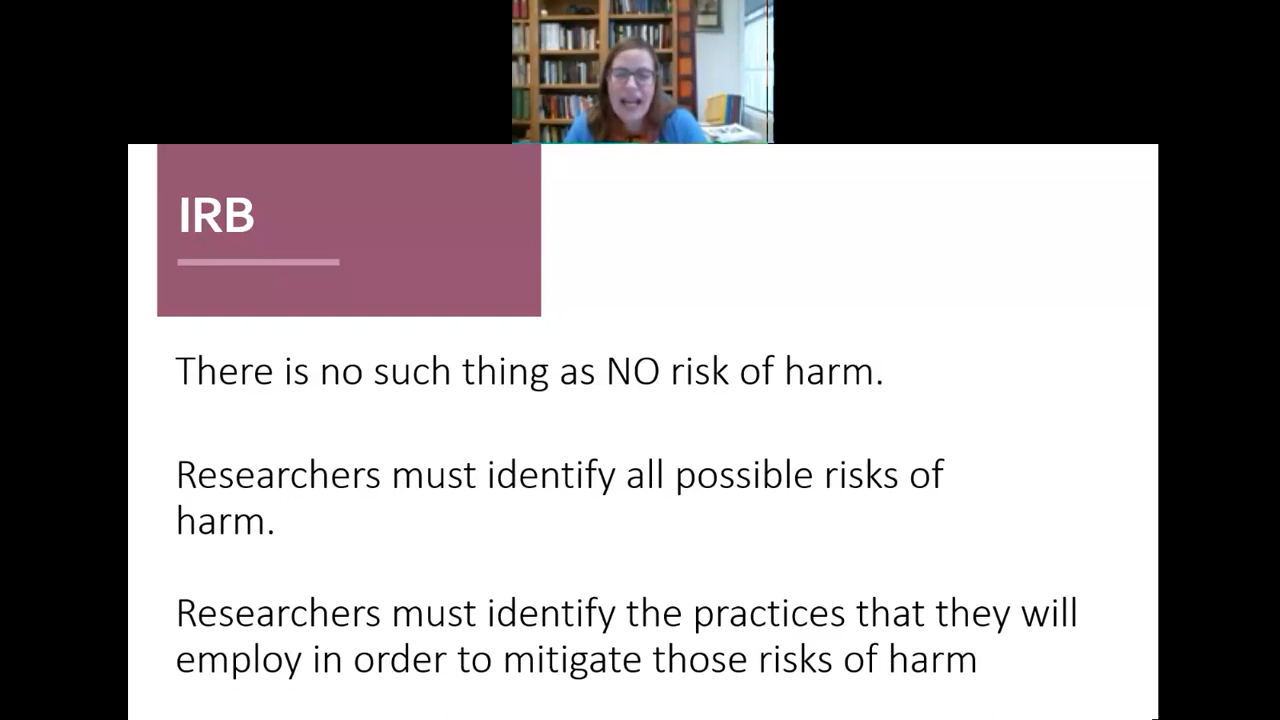 IRB
There is no such thing as NO risk of harm.
Researchers must identify all possible risks of
harm.
Researchers must identify the practices that they will
employ in order to mitigate those risks of harm